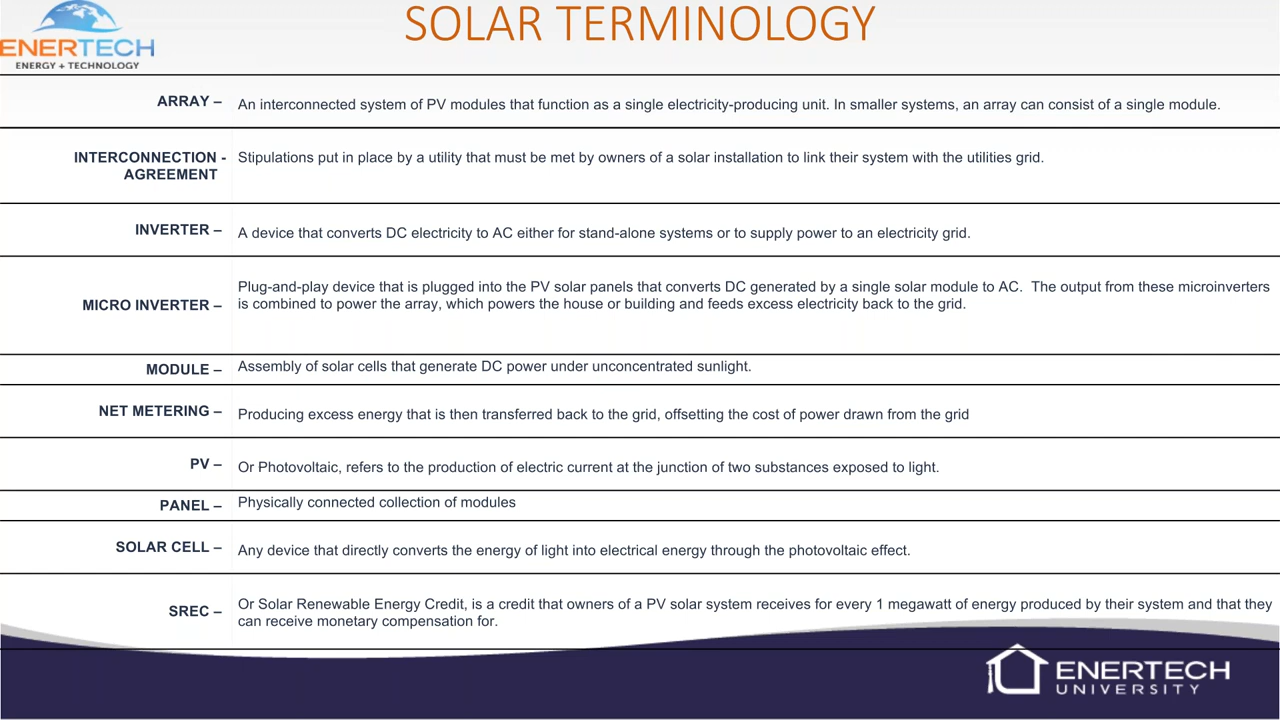 SOLAR TERMINOLOGY
ENERTECH
ENERGY + TECHNOLOGY
ARRAY –
An interconnected system of PV modules that function as a single electricity-producing unit. In smaller systems, an array can consist of a single module.
INTERCONNECTION -
AGREEMENT
Stipulations put in place by a utility that must be met by owners of a solar installation to link their system with the utilities grid.
INVERTER –
A device that converts DC electricity to AC either for stand-alone systems or to supply power to an electricity grid.
MICRO INVERTER –
Plug-and-play device that is plugged into the PV solar panels that converts DC generated by a single solar module to AC.  The output from these microinverters
is combined to power the array, which powers the house or building and feeds excess electricity back to the grid.
MODULE –
Assembly of solar cells that generate DC power under unconcentrated sunlight.
NET METERING –
Producing excess energy that is then transferred back to the grid, offsetting the cost of power drawn from the grid
PV –
Or Photovoltaic, refers to the production of electric current at the junction of two substances exposed to light.
PANEL –
Physically connected collection of modules
SOLAR CELL –
Any device that directly converts the energy of light into electrical energy through the photovoltaic effect.
SREC –
Or Solar Renewable Energy Credit, is a credit that owners of a PV solar system receives for every 1 megawatt of energy produced by their system and that they
can receive monetary compensation for.
ENERTECH
UNIVERSITY